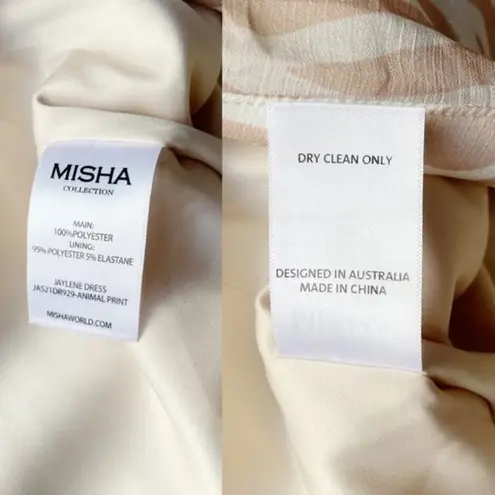 MISHA
COLLECTION
MAIN:
100%POLYESTER
LINING:
95% POLYESTER 5% ELASTANE
JAYLENE DRESS
JAS21DR929-ANIMAL PRINT
MISHAWORLD.COM
DRY CLEAN ONLY
DESIGNED IN AUSTRALIA
MADE IN CHINA